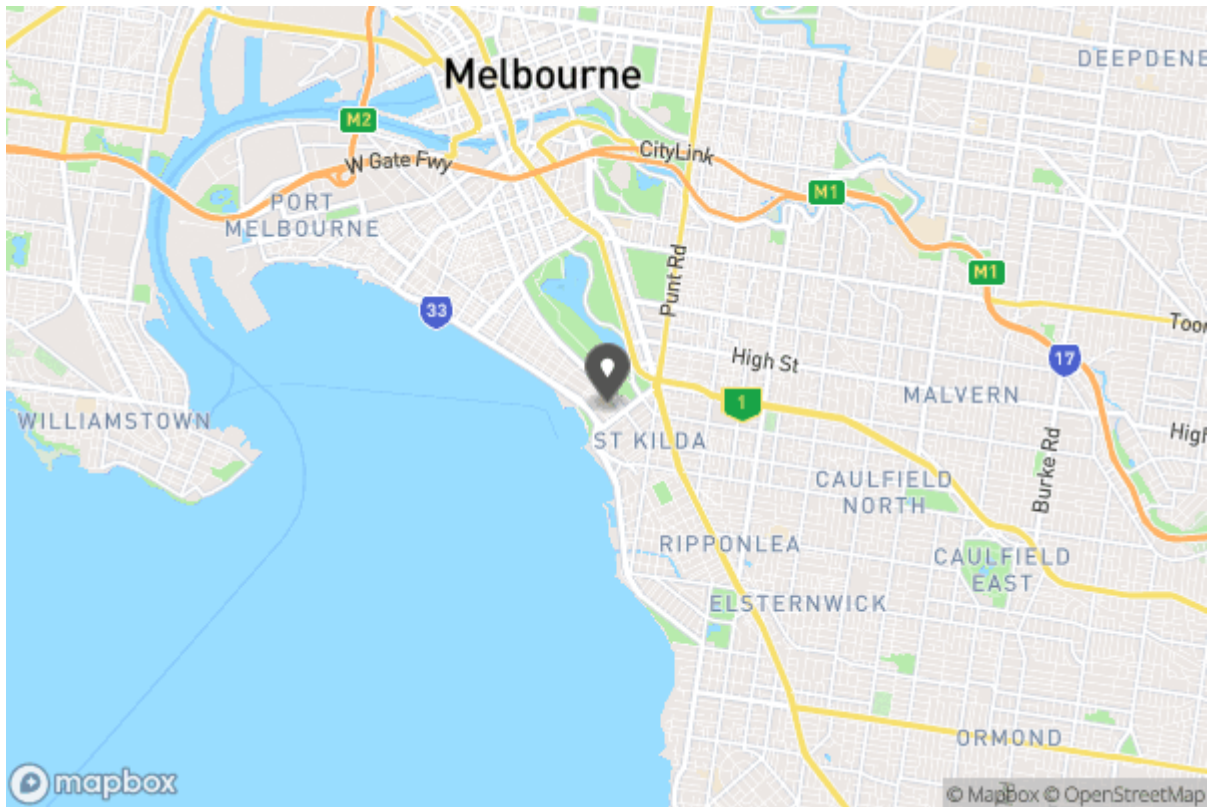 DEEPDENE
Melbourne
M2
CityLink
W Gate Fwy
M1
PORT
MELBOURNE
Punt Rd
M1
33
Toor
High St
17
MALVERN
1
WILLIAMSTOWN
High
ST KILDA
Burke Rd
CAULFIELD
NORTH
RIPPONLEA
CAULFIELD
EAST
ELSTERNWICK
ORMOND
mapbox
© Mapbox © OpenStreetMap